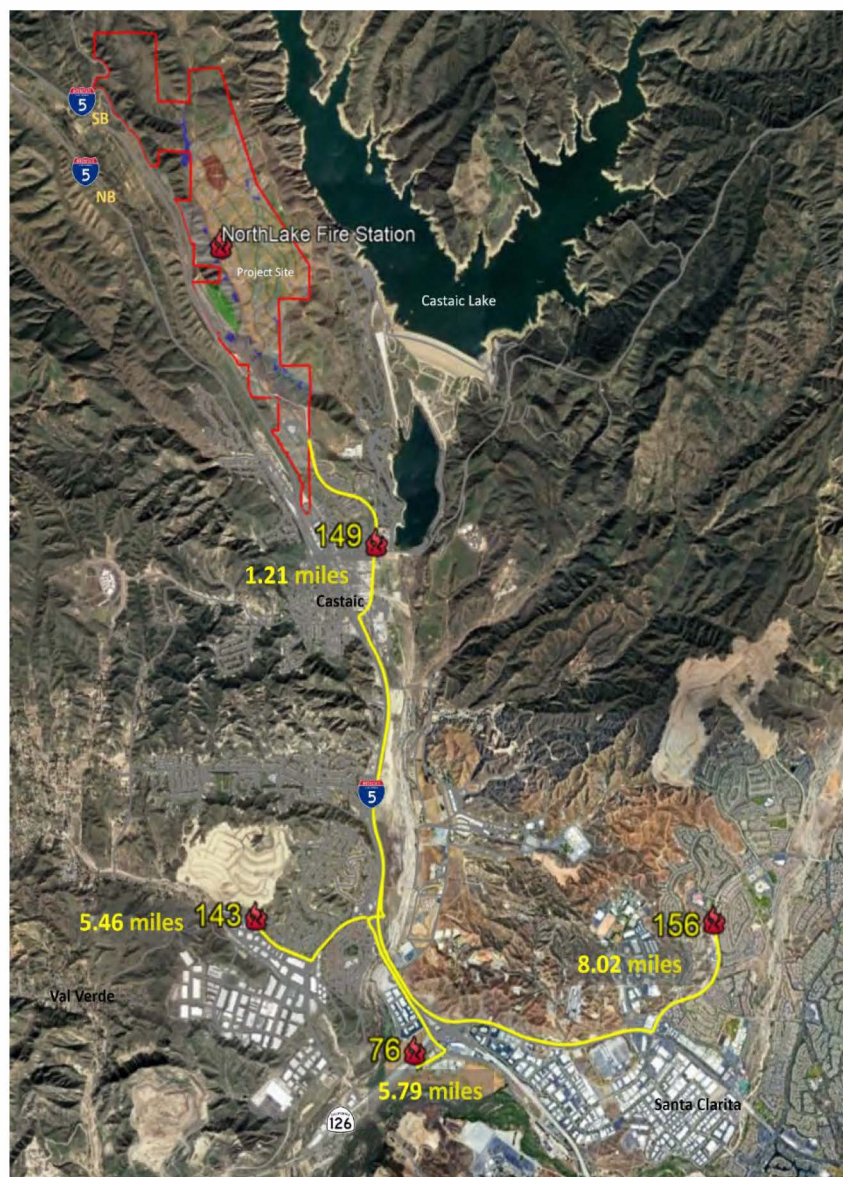 5
SB
5
NB
NorthLake Fire Station
Project Site
Castaic Lake
149
1.21 miles
Castaic
5
143
5.46 miles
156
8.02 miles
Val Verde
76
5.79 miles
Santa Clarita
CALIFORNIA
126